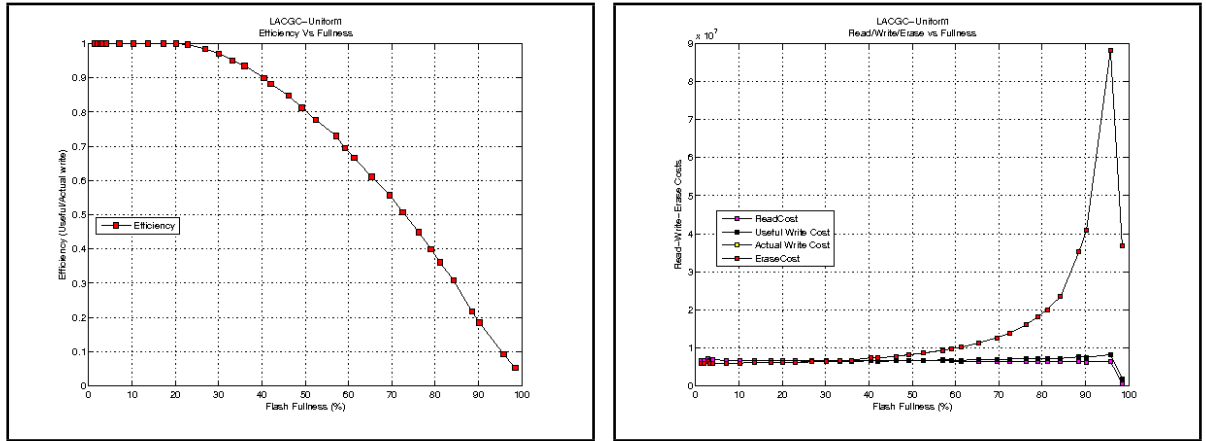 LACGC-Uniform
Efficiency Vs Fullness
1
0.9
0.8
0.7
0.6
0.5
0.4
0.3
0.2
0.1
0
Efficiency (Useful/Actual write)
Efficiency
0 10 20 30 40 50 60 70 80 90 100
Flash Fullness (%)
LACGC-Uniform
Read/Write/Erase vs Fullness
x 10^7
9
8
7
6
5
4
3
2
1
0
Read-Write-Erase Costs
ReadCost
Useful Write Cost
Actual Write Cost
EraseCost
0 10 20 30 40 50 60 70 80 90 100
Flash Fullness (%)